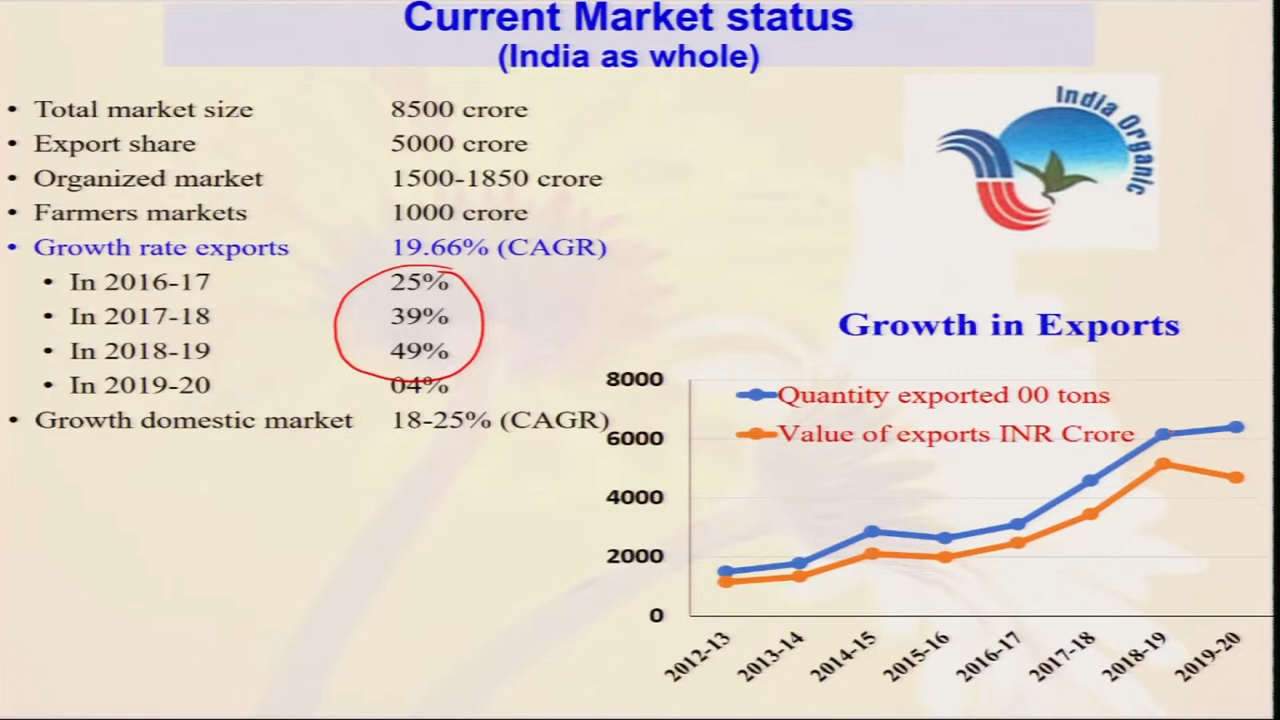 Current Market status
(India as whole)
• Total market size 8500 crore
• Export share 5000 crore
• Organized market 1500-1850 crore
• Farmers markets 1000 crore
• Growth rate exports 19.66% (CAGR)
• In 2016-17 25%
• In 2017-18 39%
• In 2018-19 49%
• In 2019-20 04%
• Growth domestic market 18-25% (CAGR)
India Organic
Growth in Exports
Quantity exported 00 tons
Value of exports INR Crore
8000
6000
4000
2000
0
2012-13
2013-14
2014-15
2015-16
2016-17
2017-18
2018-19
2019-20